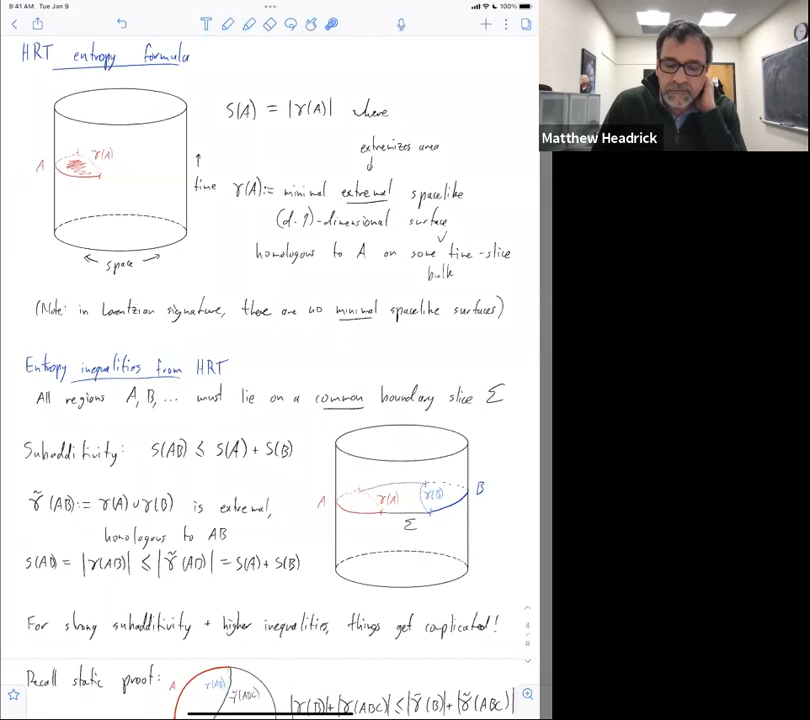 9:41 AM Tue Jan 9
100%
HRT entropy formula
S(A) = |γ(A)| where
extremizes area
A γ(A)
time
γ(A) := minimal extremal spacelike
(d-1)-dimensional surface
homologous to A on some time-slice
bulk
space
(Note: in Lorentzian signature, there are no minimal spacelike surfaces)
Entropy inequalities from HRT
All regions A, B, ... must lie on a common boundary slice Σ
Subadditivity: S(AB) ≤ S(A) + S(B)
A γ(A) γ(B) B
Σ
γ̃(AB) := γ(A) ∪ γ(B) is extremal,
homologous to AB
S(AB) = |γ(AB)| ≤ |γ̃(AB)| = S(A) + S(B)
For strong subadditivity + higher inequalities, things get complicated!
Recall static proof:
A γ(AB) γ̃(ABC)
|γ(B)| + |γ(ABC)| ≤ |γ̃(B)| + |γ̃(ABC)|
Matthew Headrick